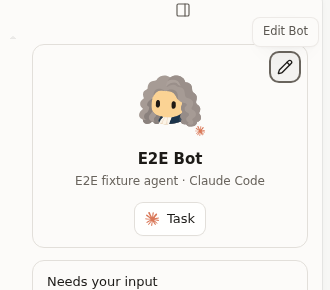 Edit Bot
E2E Bot
E2E fixture agent · Claude Code
Task
Needs your input